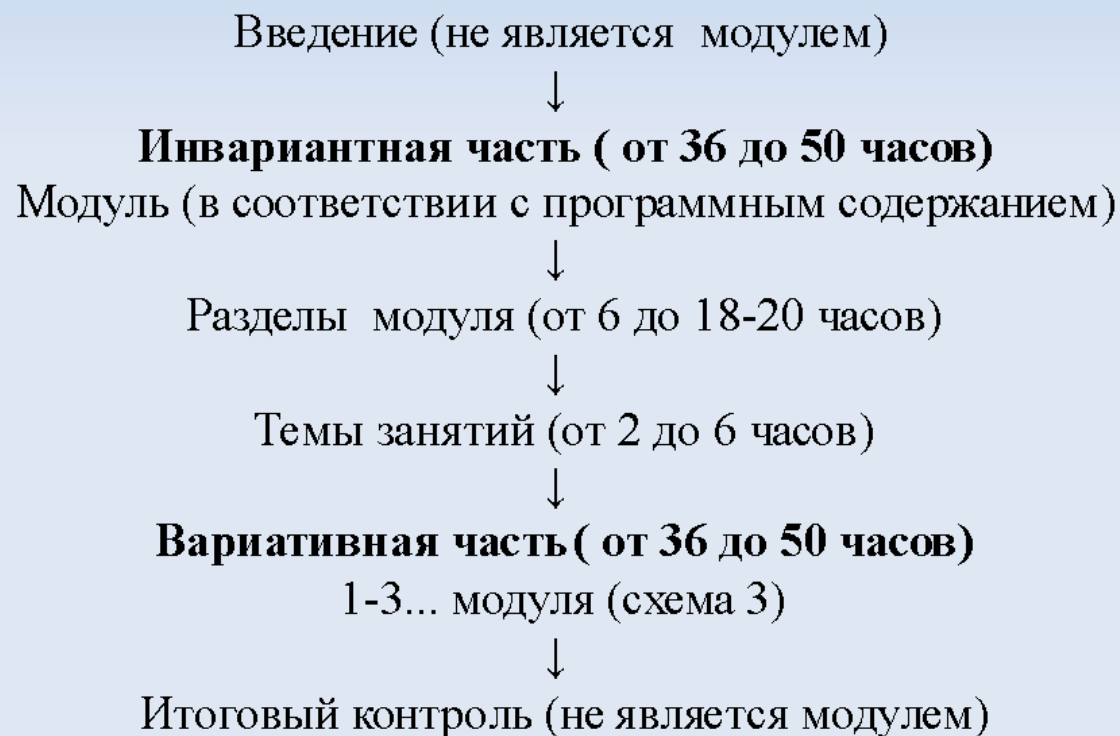 Введение (не является модулем)
↓
Инвариантная часть ( от 36 до 50 часов)
Модуль (в соответствии с программным содержанием)
↓
Разделы модуля (от 6 до 18-20 часов)
↓
Темы занятий (от 2 до 6 часов)
↓
Вариативная часть ( от 36 до 50 часов)
1-3... модуля (схема 3)
↓
Итоговый контроль (не является модулем)